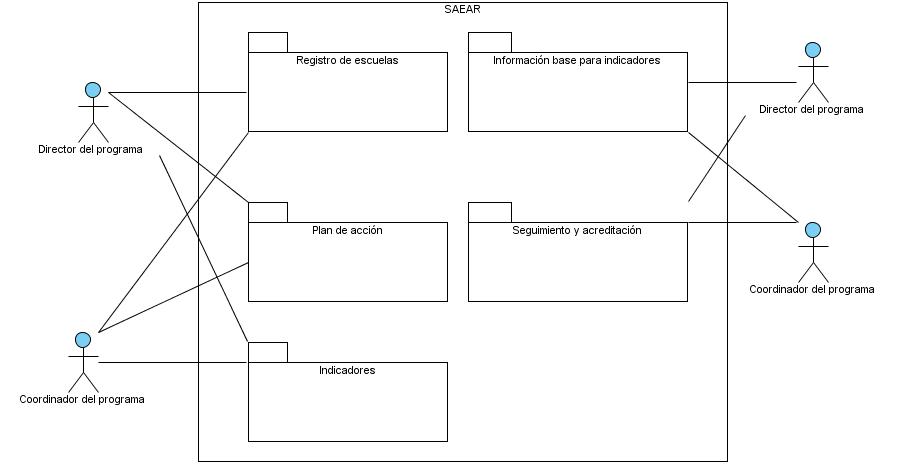 SAEAR
Registro de escuelas
Información base para indicadores
Director del programa
Director del programa
Plan de acción
Seguimiento y acreditación
Coordinador del programa
Indicadores
Coordinador del programa